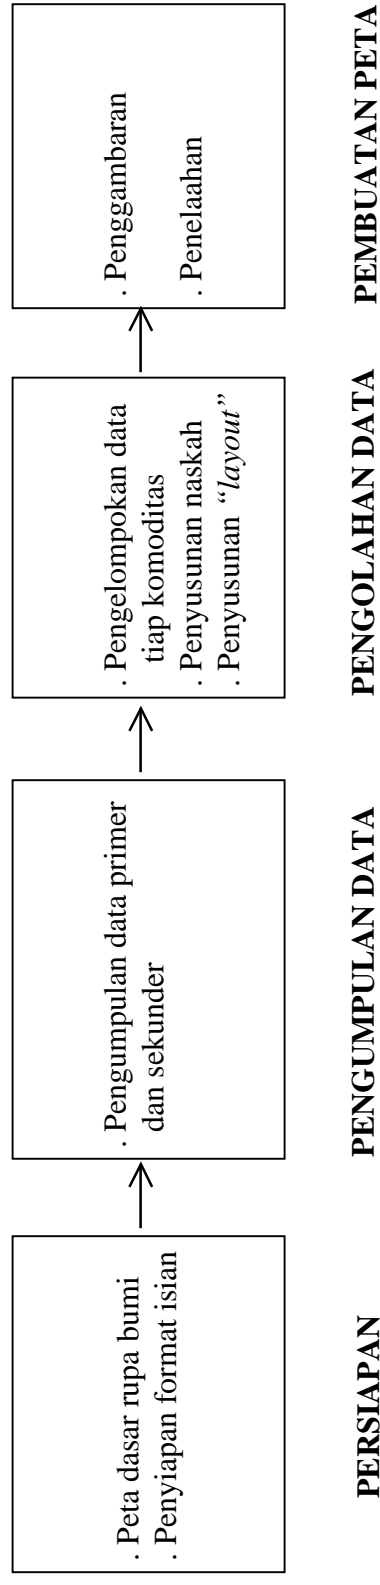 . Peta dasar rupa bumi
. Penyiapan format isian
PERSIAPAN
. Pengumpulan data primer
dan sekunder
PENGUMPULAN DATA
. Pengelompokan data
tiap komoditas
. Penyusunan naskah
. Penyusunan “layout”
PENGOLAHAN DATA
. Penggambaran
. Penelaahan
PEMBUATAN PETA